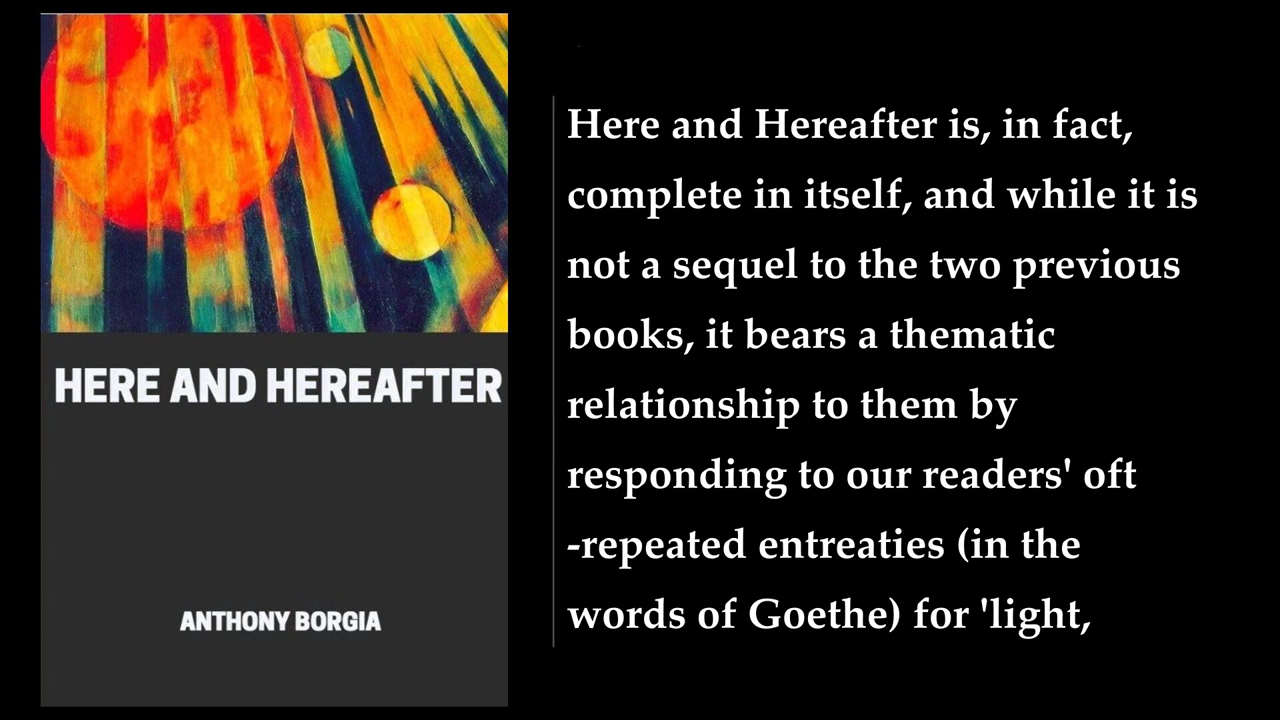 HERE AND HEREAFTER
ANTHONY BORGIA
Here and Hereafter is, in fact,
complete in itself, and while it is
not a sequel to the two previous
books, it bears a thematic
relationship to them by
responding to our readers' oft
-repeated entreaties (in the
words of Goethe) for 'light,